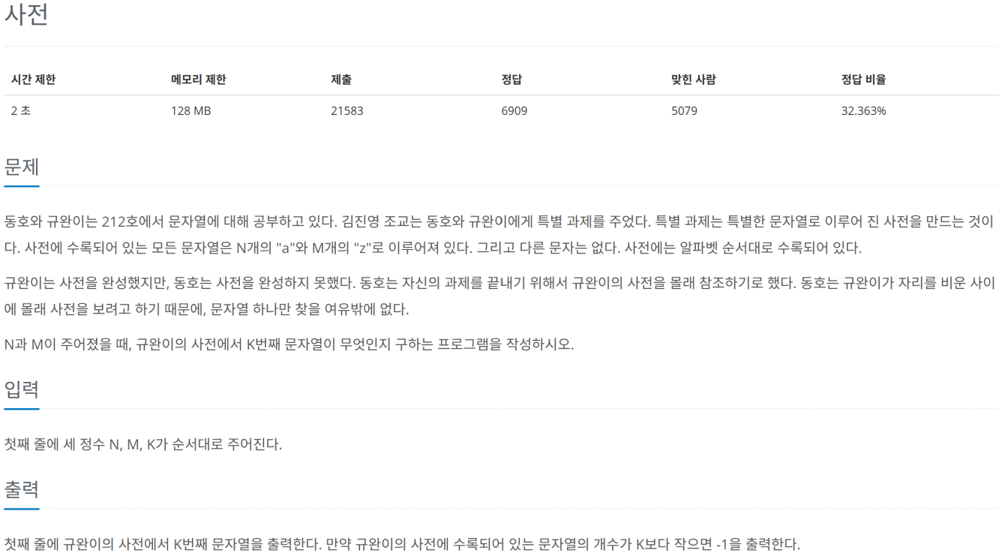 사전
시간 제한 메모리 제한 제출 정답 맞힌 사람 정답 비율
2 초 128 MB 21583 6909 5079 32.363%
문제
동호와 규완이는 212호에서 문자열에 대해 공부하고 있다. 김진영 조교는 동호와 규완이에게 특별 과제를 주었다. 특별 과제는 특별한 문자열로 이루어 진 사전을 만드는 것이
다. 사전에 수록되어 있는 모든 문자열은 N개의 "a"와 M개의 "z"로 이루어져 있다. 그리고 다른 문자는 없다. 사전에는 알파벳 순서대로 수록되어 있다.
규완이는 사전을 완성했지만, 동호는 사전을 완성하지 못했다. 동호는 자신의 과제를 끝내기 위해서 규완이의 사전을 몰래 참조하기로 했다. 동호는 규완이가 자리를 비운 사이
에 몰래 사전을 보려고 하기 때문에, 문자열 하나만 찾을 여유밖에 없다.
N과 M이 주어졌을 때, 규완이의 사전에서 K번째 문자열이 무엇인지 구하는 프로그램을 작성하시오.
입력
첫째 줄에 세 정수 N, M, K가 순서대로 주어진다.
출력
첫째 줄에 규완이의 사전에서 K번째 문자열을 출력한다. 만약 규완이의 사전에 수록되어 있는 문자열의 개수가 K보다 작으면 -1을 출력한다.